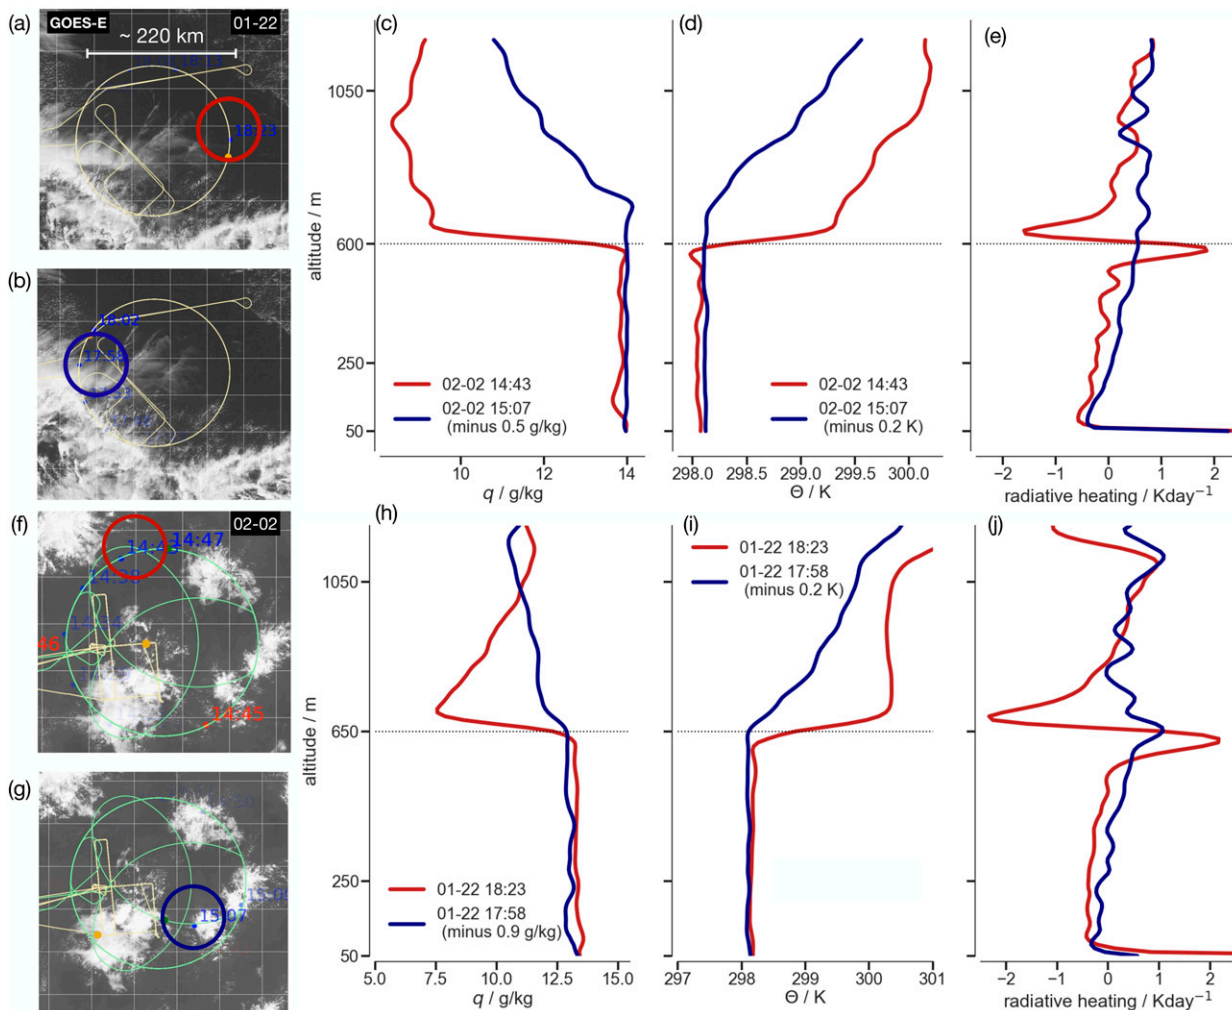 (a)
GOES-E
01-22
~ 220 km
18:13
18:23
(b)
18:02
17:58
(c)
altitude / m
1050
600
250
50
02-02 14:43
02-02 15:07
(minus 0.5 g/kg)
10
12
14
q / g/kg
(d)
02-02 14:43
02-02 15:07
(minus 0.2 K)
298.0
298.5
299.0
299.5
300.0
Θ / K
(e)
−2
−1
0
1
2
radiative heating / Kday⁻¹
(f)
02-02
14:43
14:47
14:38
46
14:45
(g)
15:07
15:09
(h)
altitude / m
1050
650
250
50
01-22 18:23
01-22 17:58
(minus 0.9 g/kg)
5.0
7.5
10.0
12.5
15.0
q / g/kg
(i)
01-22 18:23
01-22 17:58
(minus 0.2 K)
297
298
299
300
301
Θ / K
(j)
−2
−1
0
1
2
radiative heating / Kday⁻¹